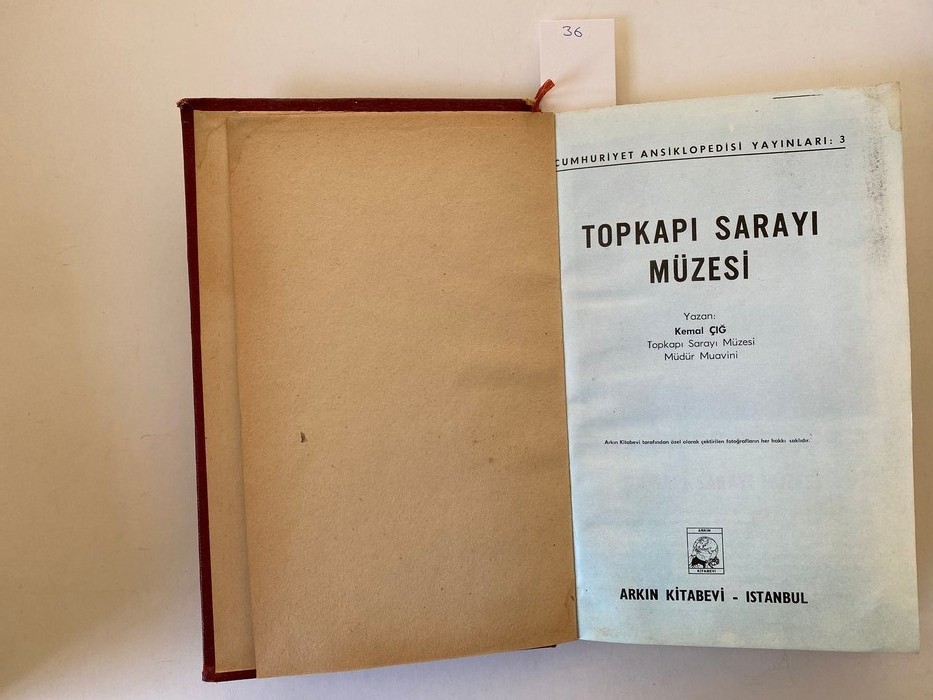 36
CUMHURİYET ANSİKLOPEDİSİ YAYINLARI: 3
TOPKAPI SARAYI
MÜZESİ
Yazan:
Kemal ÇIĞ
Topkapı Sarayı Müzesi
Müdür Muavini
Arkın Kitabevi tarafından özel olarak çektirilen fotoğrafların her hakkı saklıdır.
ARKIN
KİTABEVİ
ARKIN KİTABEVİ - ISTANBUL